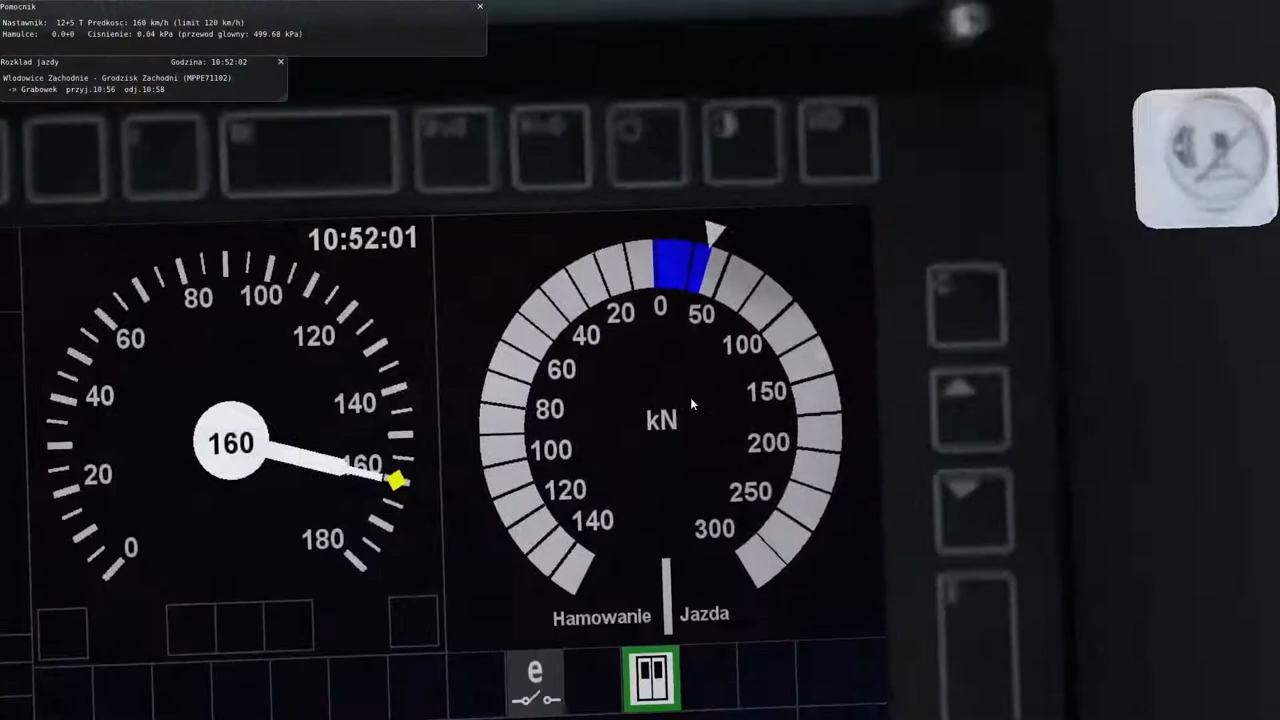 Pomocnik
Nastawnik: 12+5 T Predkosc: 160 km/h (limit 120 km/h)
Hamulce: 0.0+0 Cisnienie: 0.04 kPa (przewod glowny: 499.68 kPa)
Rozklad jazdy Godzina: 10:52:02
Wlodowice Zachodnie - Grodzisk Zachodni (MPPE71102)
-> Grabowek przyj.10:56 odj.10:58
10:52:01
0
20
40
60
80
100
120
140
160
180
160
140
120
100
80
60
40
20
0
50
100
150
200
250
300
kN
Hamowanie
Jazda
e